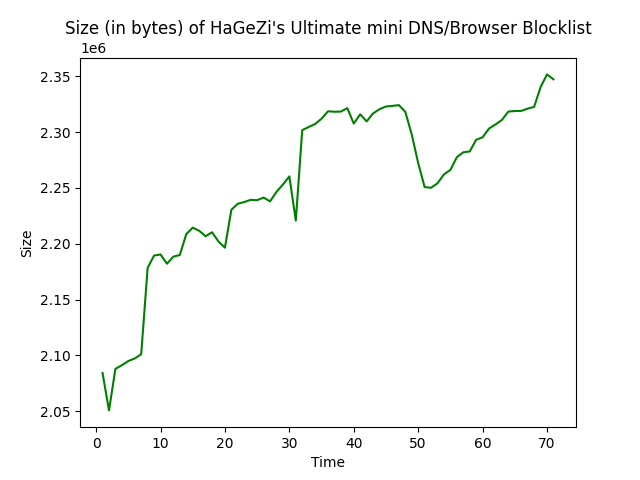 Size (in bytes) of HaGeZi's Ultimate mini DNS/Browser Blocklist
1e6
2.35
2.30
2.25
2.20
2.15
2.10
2.05
Size
0 10 20 30 40 50 60 70
Time